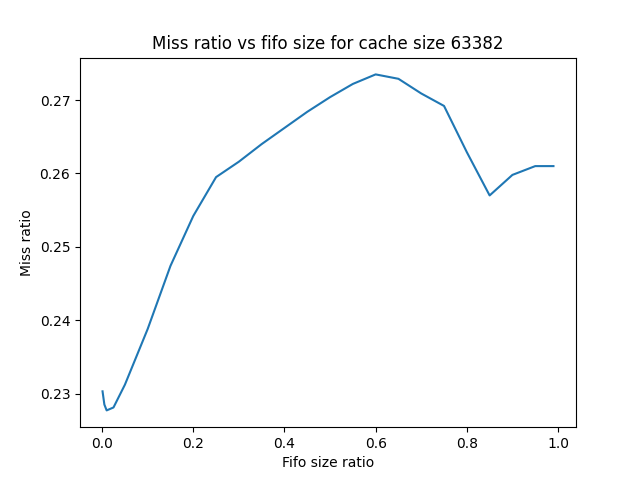 Miss ratio vs fifo size for cache size 63382
0.27
0.26
0.25
0.24
0.23
Miss ratio
0.0 0.2 0.4 0.6 0.8 1.0
Fifo size ratio